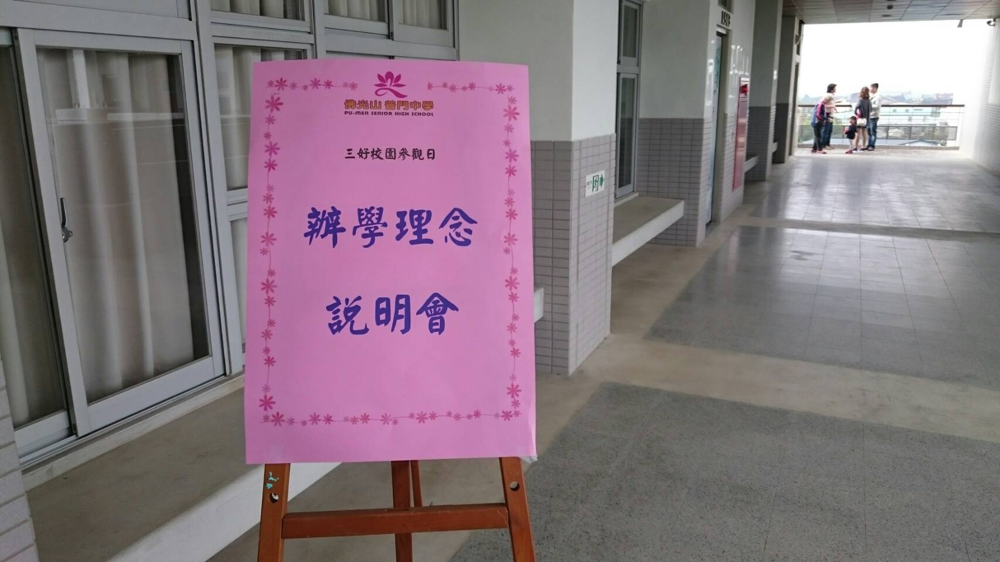 佛光山 普門中學
PU-MEN SENIOR HIGH SCHOOL
三好校園參觀日
辦學理念
說明會